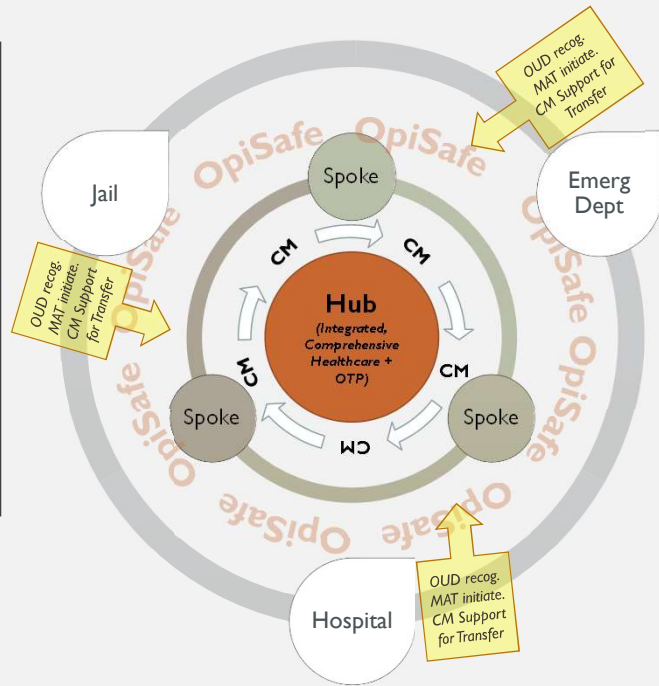 OUD recog.
MAT initiate.
CM Support for
Transfer
OpiSafe
OpiSafe
Spoke
Jail
Emerg
Dept
OpiSafe
OpiSafe
CM
CM
OUD recog.
MAT initiate.
CM Support
for Transfer
Hub
(Integrated,
Comprehensive
Healthcare +
OTP)
CM
CM
OpiSafe
Spoke
Spoke
CM
OpiSafe
OpiSafe
OpiSafe
OUD recog.
MAT initiate.
CM Support
for Transfer
Hospital